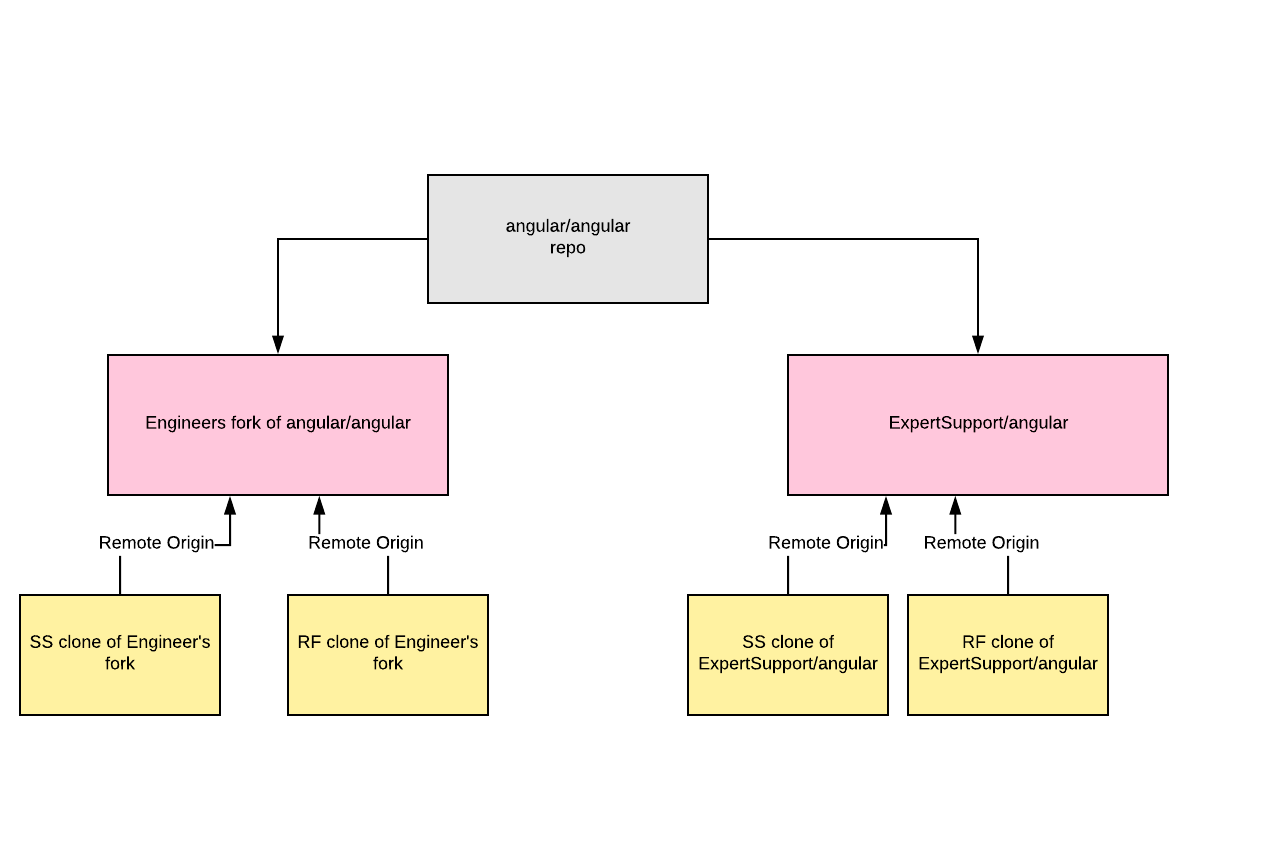 angular/angular
repo
Engineers fork of angular/angular
ExpertSupport/angular
Remote Origin
Remote Origin
Remote Origin
Remote Origin
SS clone of Engineer's
fork
RF clone of Engineer's
fork
SS clone of
ExpertSupport/angular
RF clone of
ExpertSupport/angular